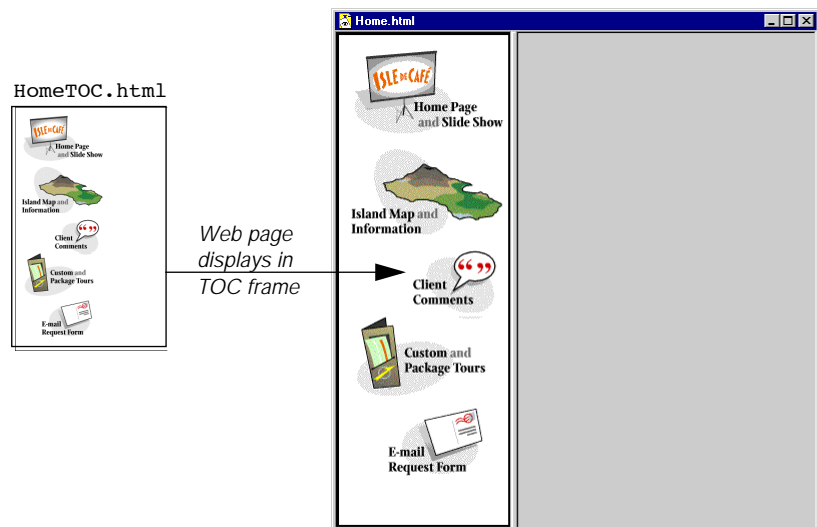 HomeTOC.html
ISLE DE CAFÉ
Home Page
and Slide Show
Island Map and
Information
Client
Comments
Custom and
Package Tours
E-mail
Request Form
Web page
displays in
TOC frame
Home.html
ISLE DE CAFÉ
Home Page
and Slide Show
Island Map and
Information
Client
Comments
Custom and
Package Tours
E-mail
Request Form